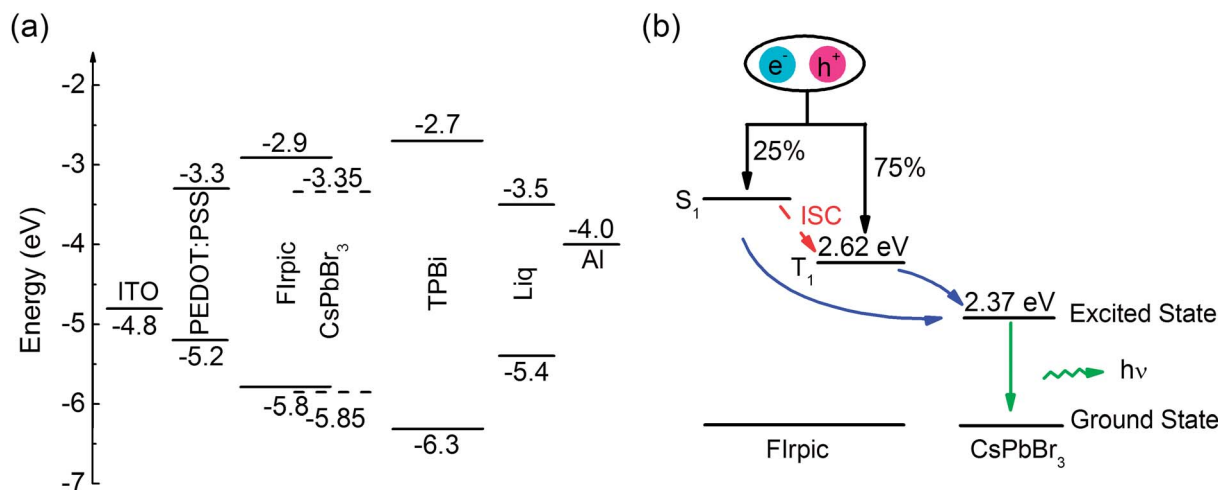 (a)
Energy (eV)
-2
-3
-4
-5
-6
-7
ITO
-4.8
-3.3
PEDOT:PSS
-5.2
-2.9
FIrpic
-5.8
-3.35
CsPbBr₃
-5.85
-2.7
TPBi
-6.3
-3.5
Liq
-5.4
-4.0
Al
(b)
e⁻ h⁺
25%
75%
S₁
ISC
2.62 eV
T₁
2.37 eV
Excited State
hν
Ground State
FIrpic
CsPbBr₃